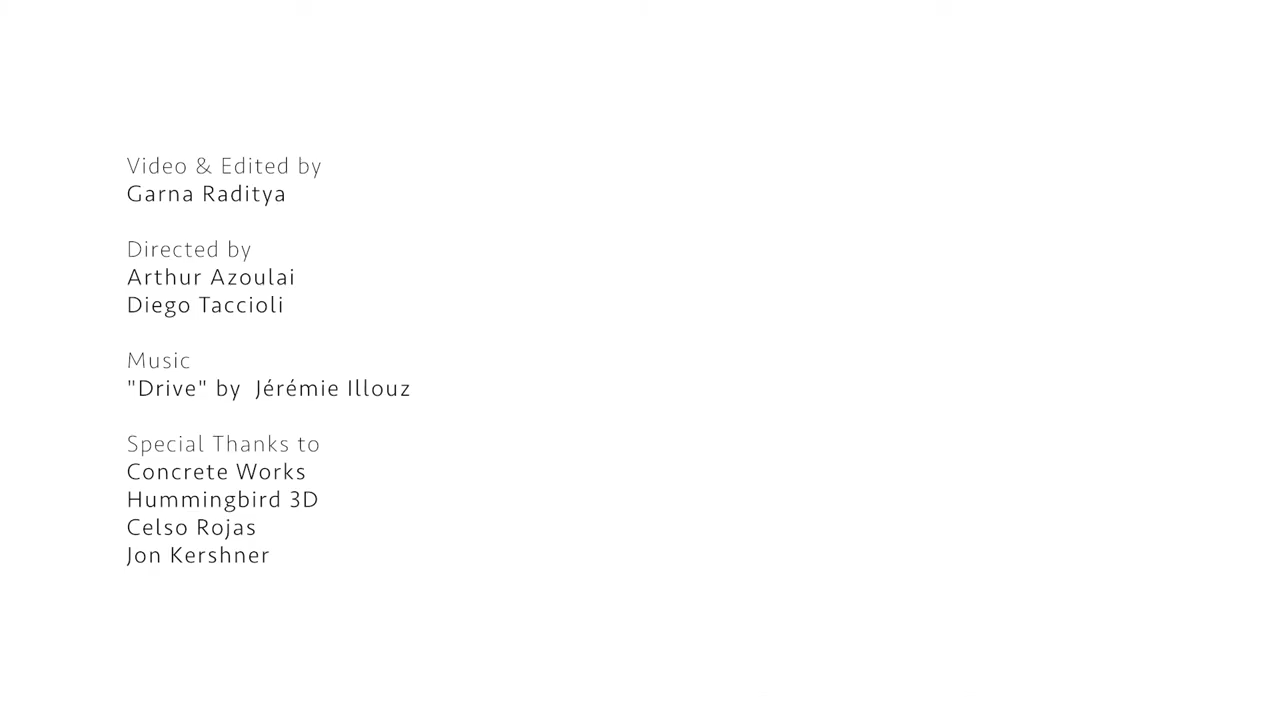 Video & Edited by
Garna Raditya
Directed by
Arthur Azoulai
Diego Taccioli
Music
"Drive" by  Jérémie Illouz
Special Thanks to
Concrete Works
Hummingbird 3D
Celso Rojas
Jon Kershner